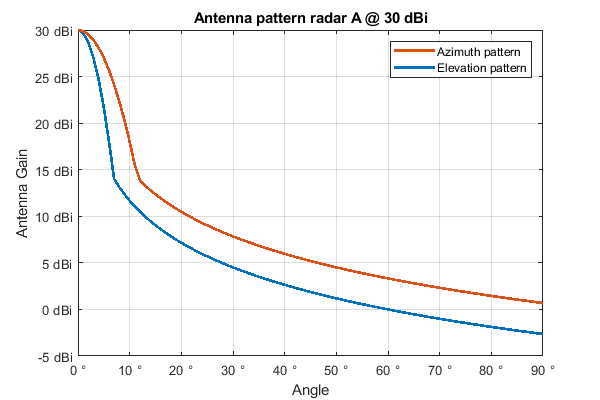 Antenna pattern radar A @ 30 dBi
Azimuth pattern
Elevation pattern
Antenna Gain
30 dBi
25 dBi
20 dBi
15 dBi
10 dBi
5 dBi
0 dBi
-5 dBi
0 ° 10 ° 20 ° 30 ° 40 ° 50 ° 60 ° 70 ° 80 ° 90 °
Angle